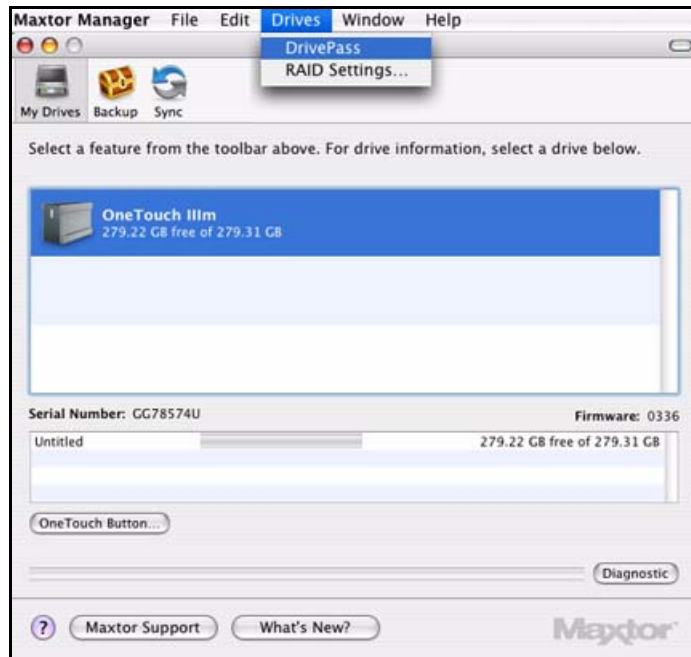 Maxtor Manager File Edit Drives Window Help
DrivePass
RAID Settings...
My Drives Backup Sync
Select a feature from the toolbar above. For drive information, select a drive below.
OneTouch IIIm
279.22 GB free of 279.31 GB
Serial Number: GG78574U Firmware: 0336
Untitled 279.22 GB free of 279.31 GB
OneTouch Button...
Diagnostic
? Maxtor Support What's New? Maxtor